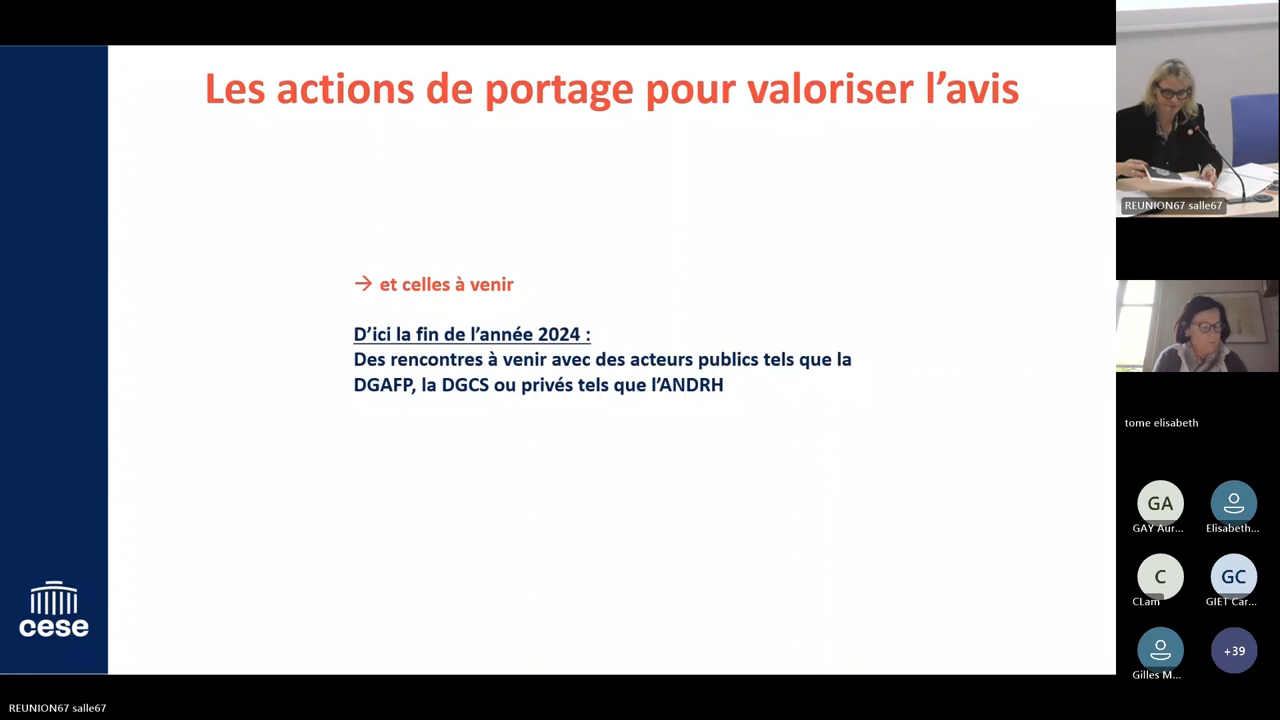 Les actions de portage pour valoriser l’avis
→ et celles à venir
D’ici la fin de l’année 2024 :
Des rencontres à venir avec des acteurs publics tels que la
DGAFP, la DGCS ou privés tels que l’ANDRH
cese
REUNION67 salle67
REUNION67 salle67
tome elisabeth
GA
GAY Aur...
Elisabeth...
C
CLam
GC
GIET Car...
Gilles M...
+39